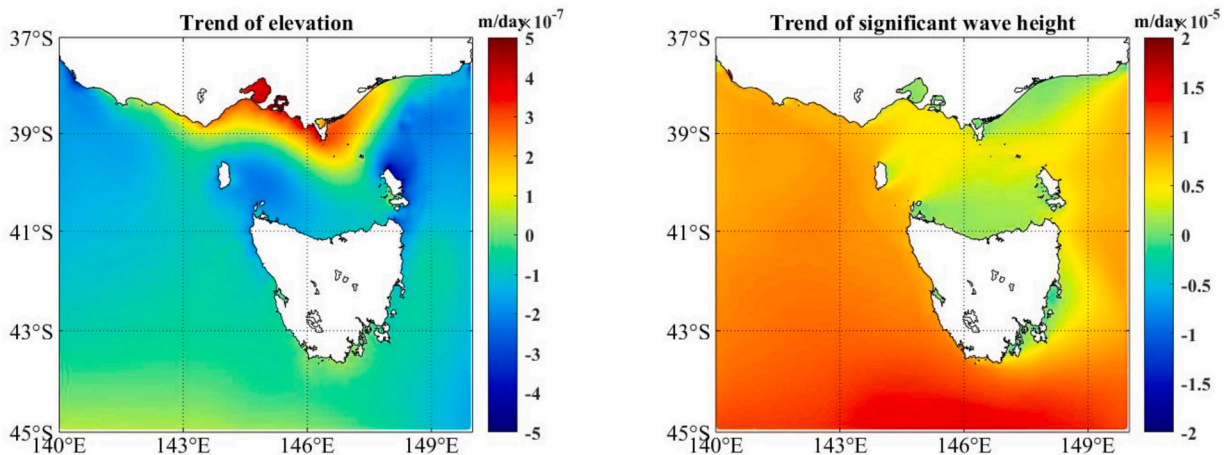 Trend of elevation
m/day×10⁻⁷
37°S
39°S
41°S
43°S
45°S
140°E
143°E
146°E
149°E
5
4
3
2
1
0
-1
-2
-3
-4
-5
Trend of significant wave height
m/day×10⁻⁵
37°S
39°S
41°S
43°S
45°S
140°E
143°E
146°E
149°E
2
1.5
1
0.5
0
-0.5
-1
-1.5
-2